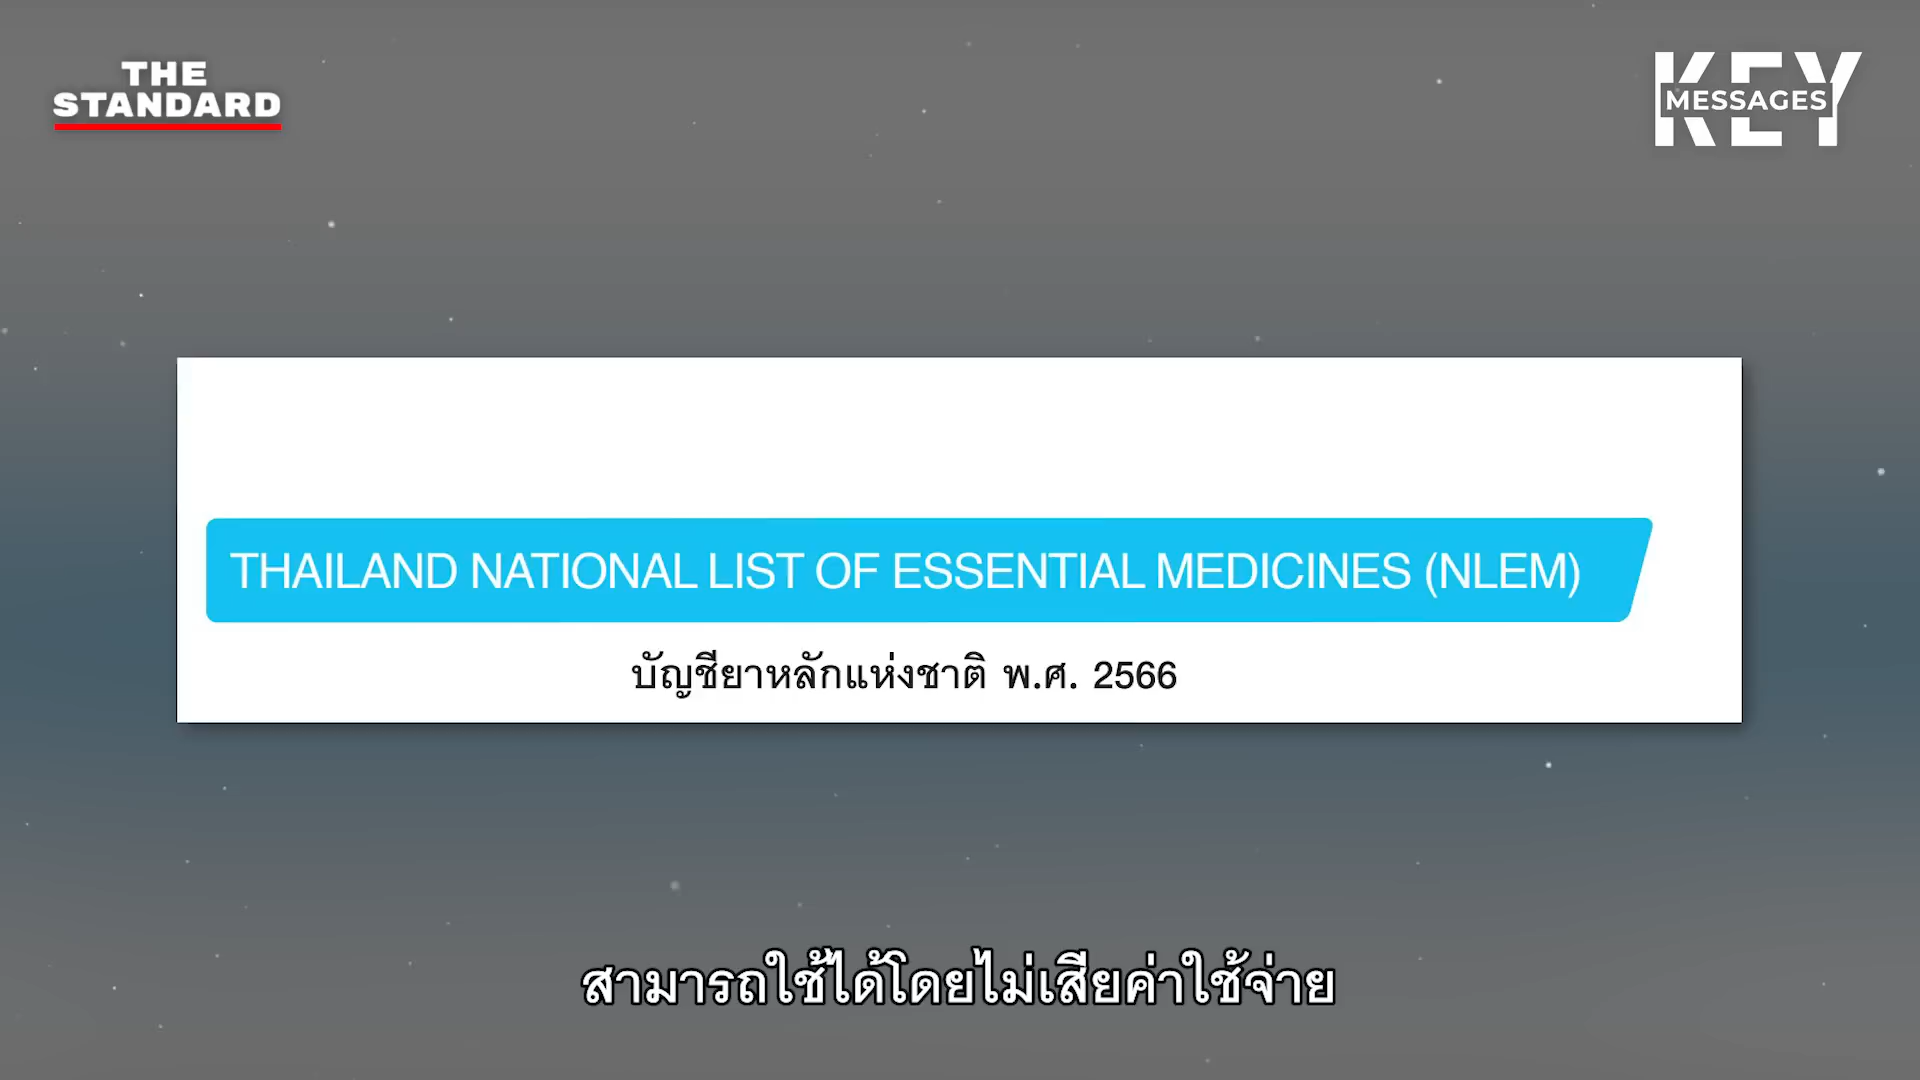 THE
STANDARD
KEY
MESSAGES
THAILAND NATIONAL LIST OF ESSENTIAL MEDICINES (NLEM)
บัญชียาหลักแห่งชาติ พ.ศ. 2566
สามารถใช้ได้โดยไม่เสียค่าใช้จ่าย